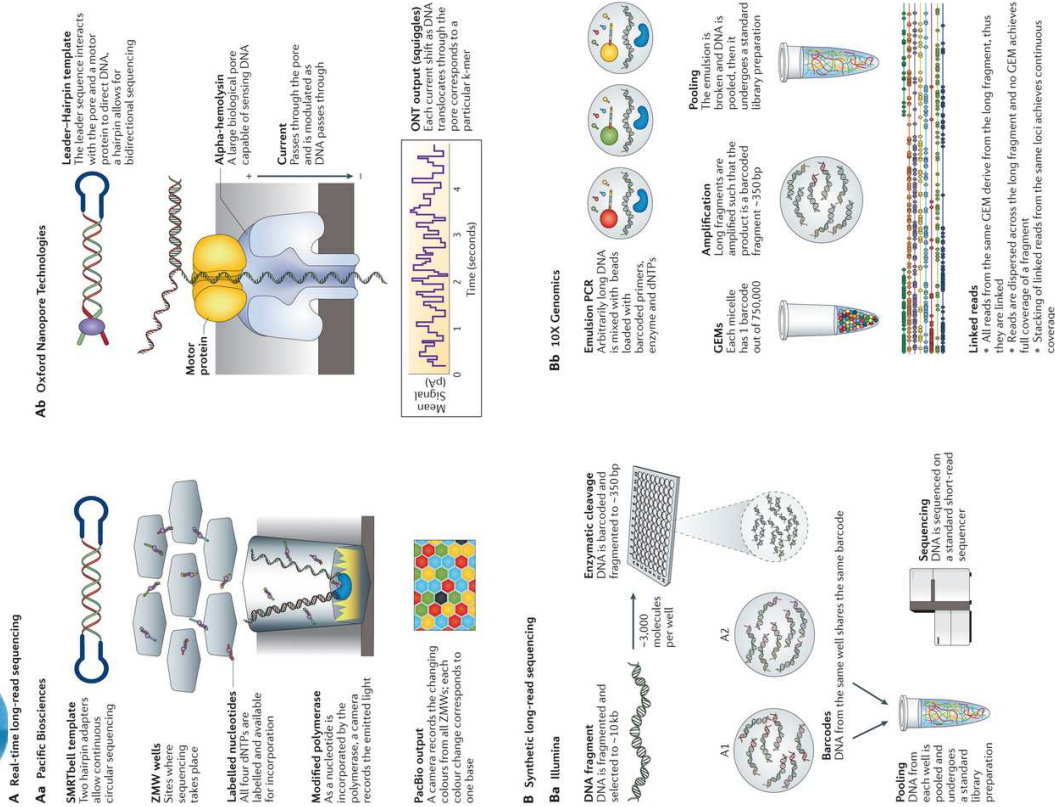 A Real-time long-read sequencing
Aa Pacific Biosciences
SMRTbell template
Two hairpin adapters
allow continuous
circular sequencing
ZMW wells
Sites where
sequencing
takes place
Labelled nucleotides
All four dNTPs are
labelled and available
for incorporation
Modified polymerase
As a nucleotide is
incorporated by the
polymerase, a camera
records the emitted light
PacBio output
A camera records the changing
colours from all ZMWs; each
colour change corresponds to
one base
Ab Oxford Nanopore Technologies
Leader–Hairpin template
The leader sequence interacts
with the pore and a motor
protein to direct DNA,
a hairpin allows for
bidirectional sequencing
Motor
protein
Alpha-hemolysin
A large biological pore
capable of sensing DNA
+
Current
Passes through the pore
and is modulated as
DNA passes through
–
Mean
Signal
(pA)
0 1 2 3 4
Time (seconds)
ONT output (squiggles)
Each current shift as DNA
translocates through the
pore corresponds to a
particular k-mer
B Synthetic long-read sequencing
Ba Illumina
DNA fragment
DNA is fragmented and
selected to ~10 kb
~3,000
molecules
per well
Enzymatic cleavage
DNA is barcoded and
fragmented to ~350 bp
A1
A2
Barcodes
DNA from the same well shares the same barcode
Pooling
DNA from
each well is
pooled and
undergoes
a standard
library
preparation
Sequencing
DNA is sequenced on
a standard short-read
sequencer
Bb 10X Genomics
Emulsion PCR
Arbitrarily long DNA
is mixed with beads
loaded with
barcoded primers,
enzyme and dNTPs
GEMs
Each micelle
has 1 barcode
out of 750,000
Amplification
Long fragments are
amplified such that the
product is a barcoded
fragment ~350 bp
Pooling
The emulsion is
broken and DNA is
pooled, then it
undergoes a standard
library preparation
Linked reads
• All reads from the same GEM derive from the long fragment, thus
they are linked
• Reads are dispersed across the long fragment and no GEM achieves
full coverage of a fragment
• Stacking of linked reads from the same loci achieves continuous
coverage